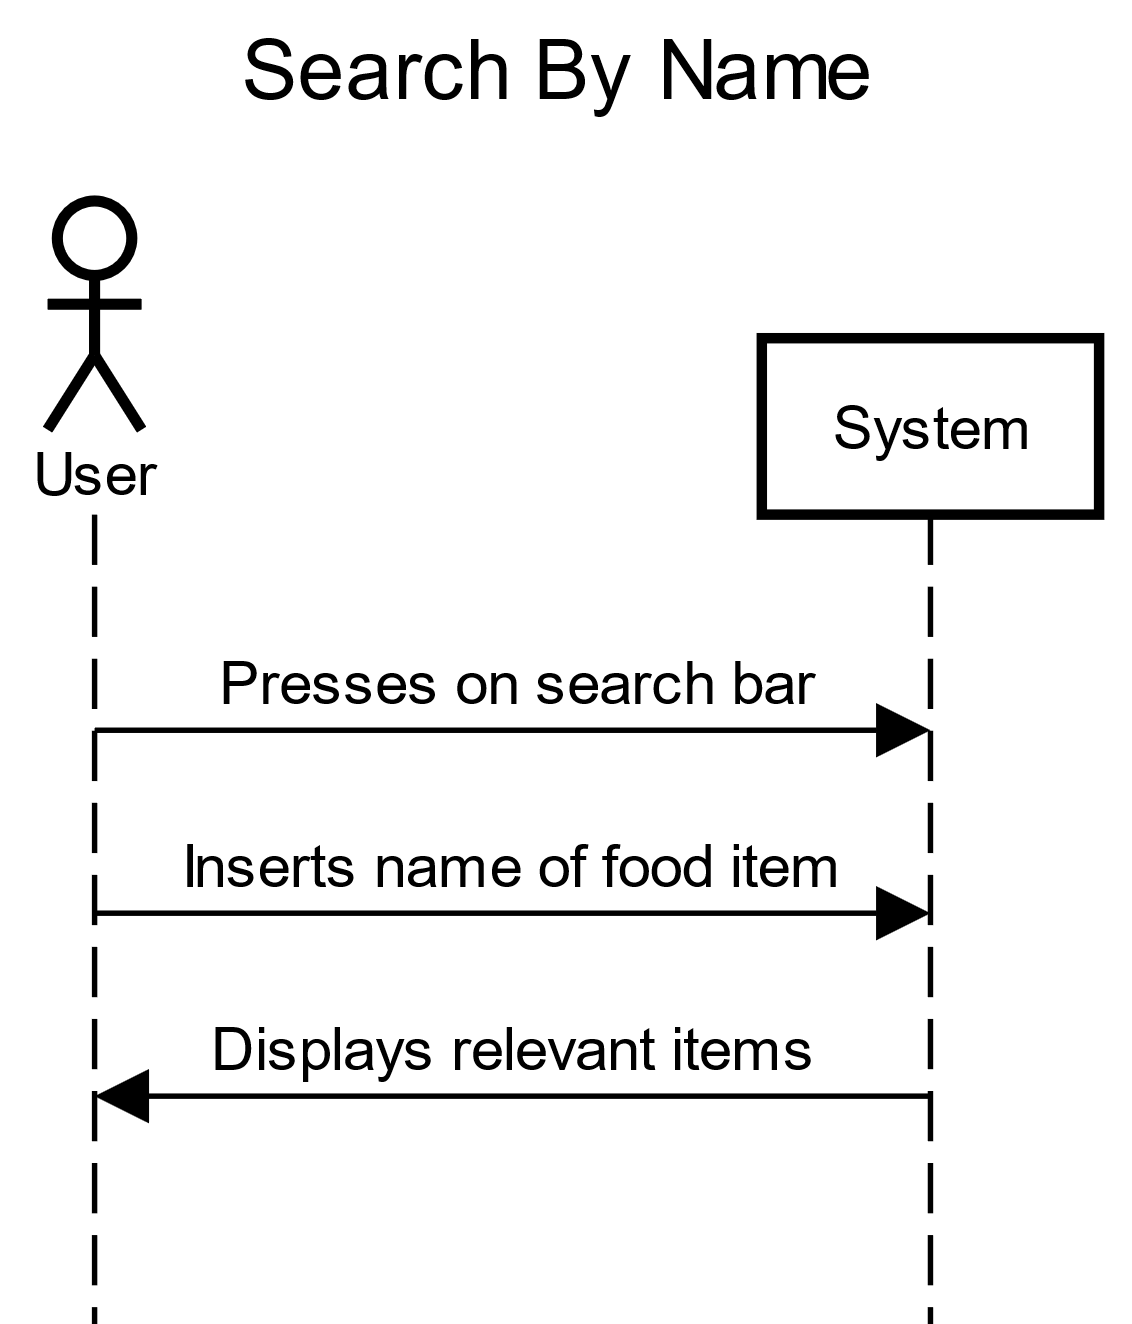 Search By Name
User
System
Presses on search bar
Inserts name of food item
Displays relevant items